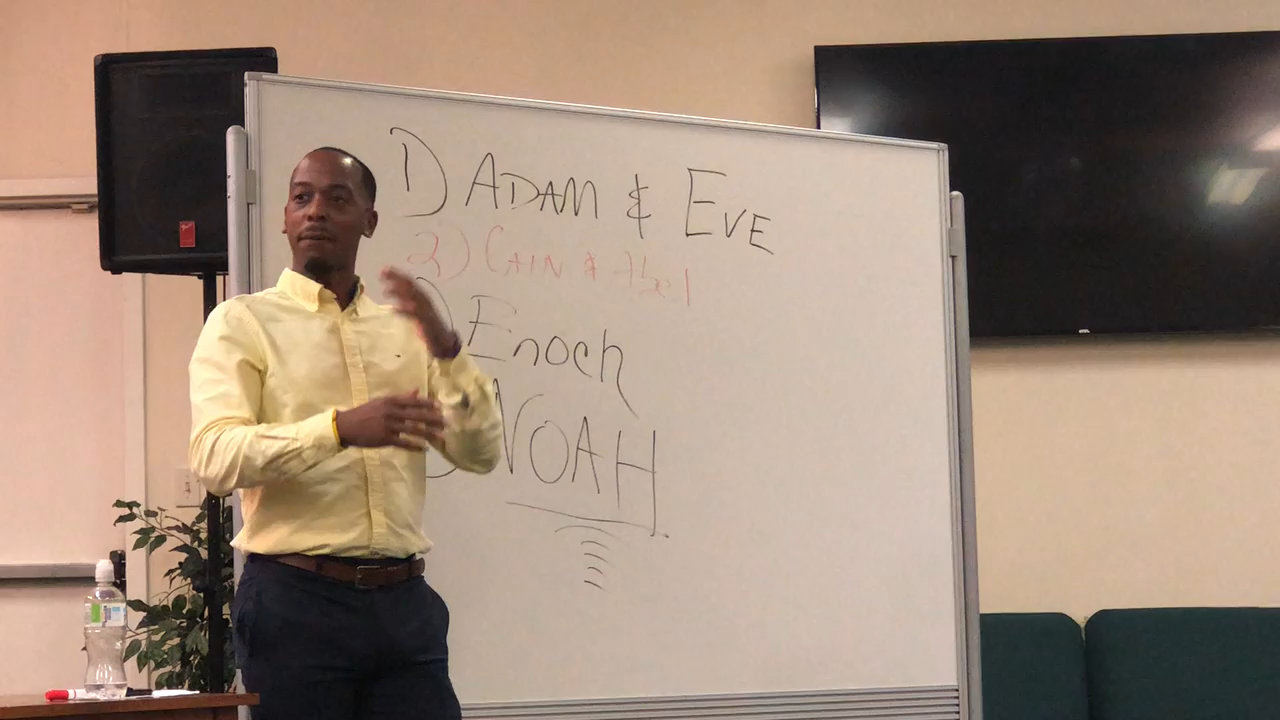 1) ADAM & EVE
2) CAIN & Abel
) Enoch
) NOAH